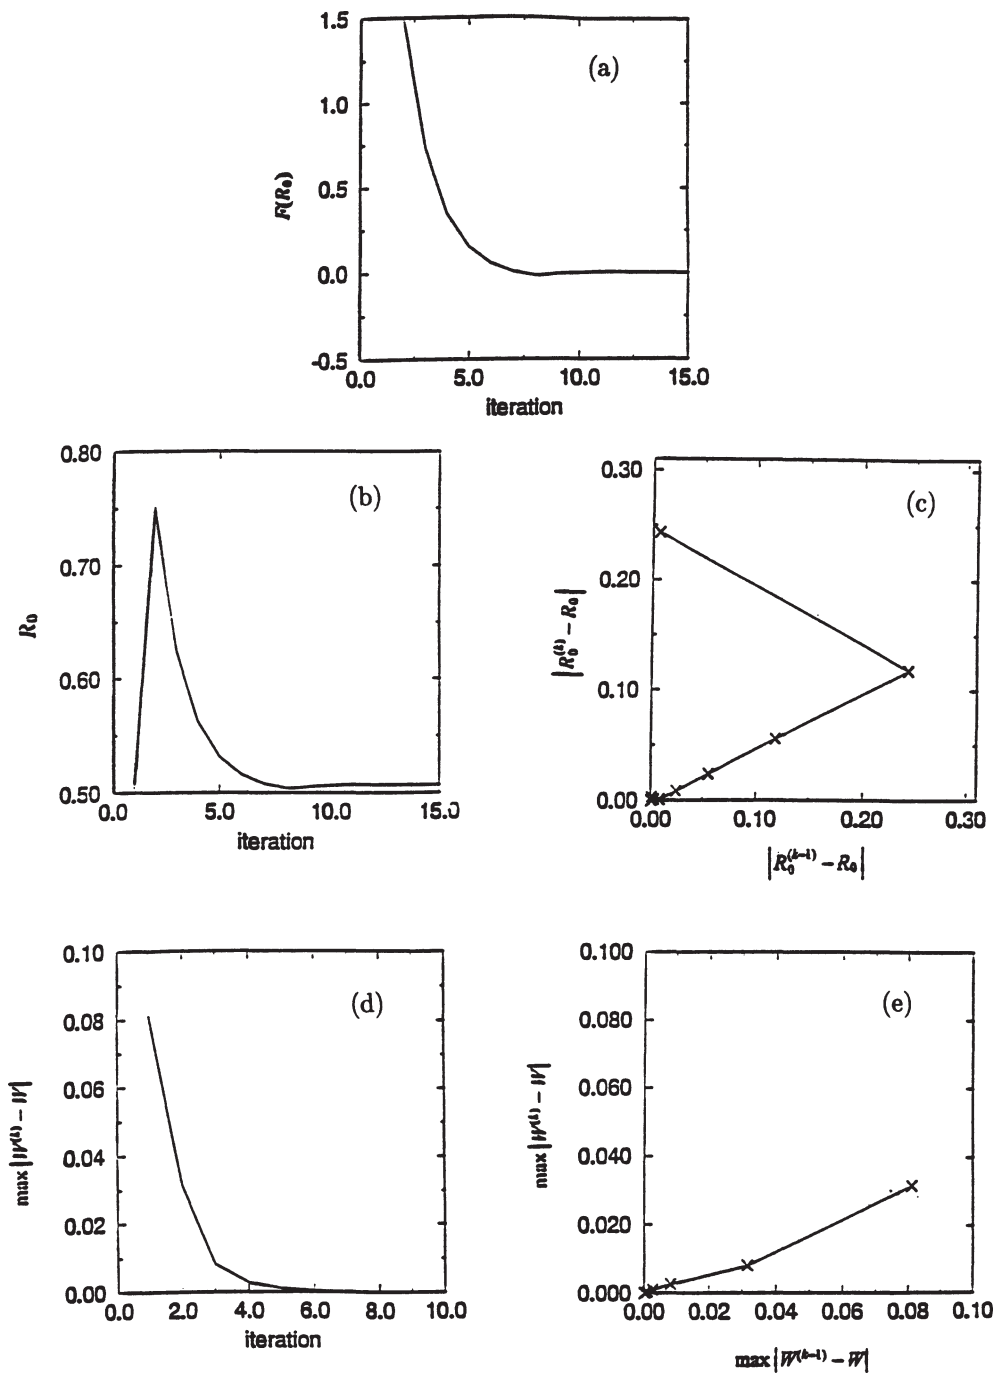 1.5
1.0
0.5
0.0
-0.5
F(R₀)
(a)
0.0 5.0 10.0 15.0
iteration
0.80
0.70
0.60
0.50
R₀
(b)
0.0 5.0 10.0 15.0
iteration
0.30
0.20
0.10
0.00
|R₀⁽ᵏ⁾ – R₀|
(c)
0.00 0.10 0.20 0.30
|R₀⁽ᵏ⁻¹⁾ – R₀|
0.10
0.08
0.06
0.04
0.02
0.00
max |W⁽ᵏ⁾ – W|
(d)
0.0 2.0 4.0 6.0 8.0 10.0
iteration
0.100
0.080
0.060
0.040
0.020
0.000
max |W⁽ᵏ⁾ – W|
(e)
0.00 0.02 0.04 0.06 0.08 0.10
max |W⁽ᵏ⁻¹⁾ – W|